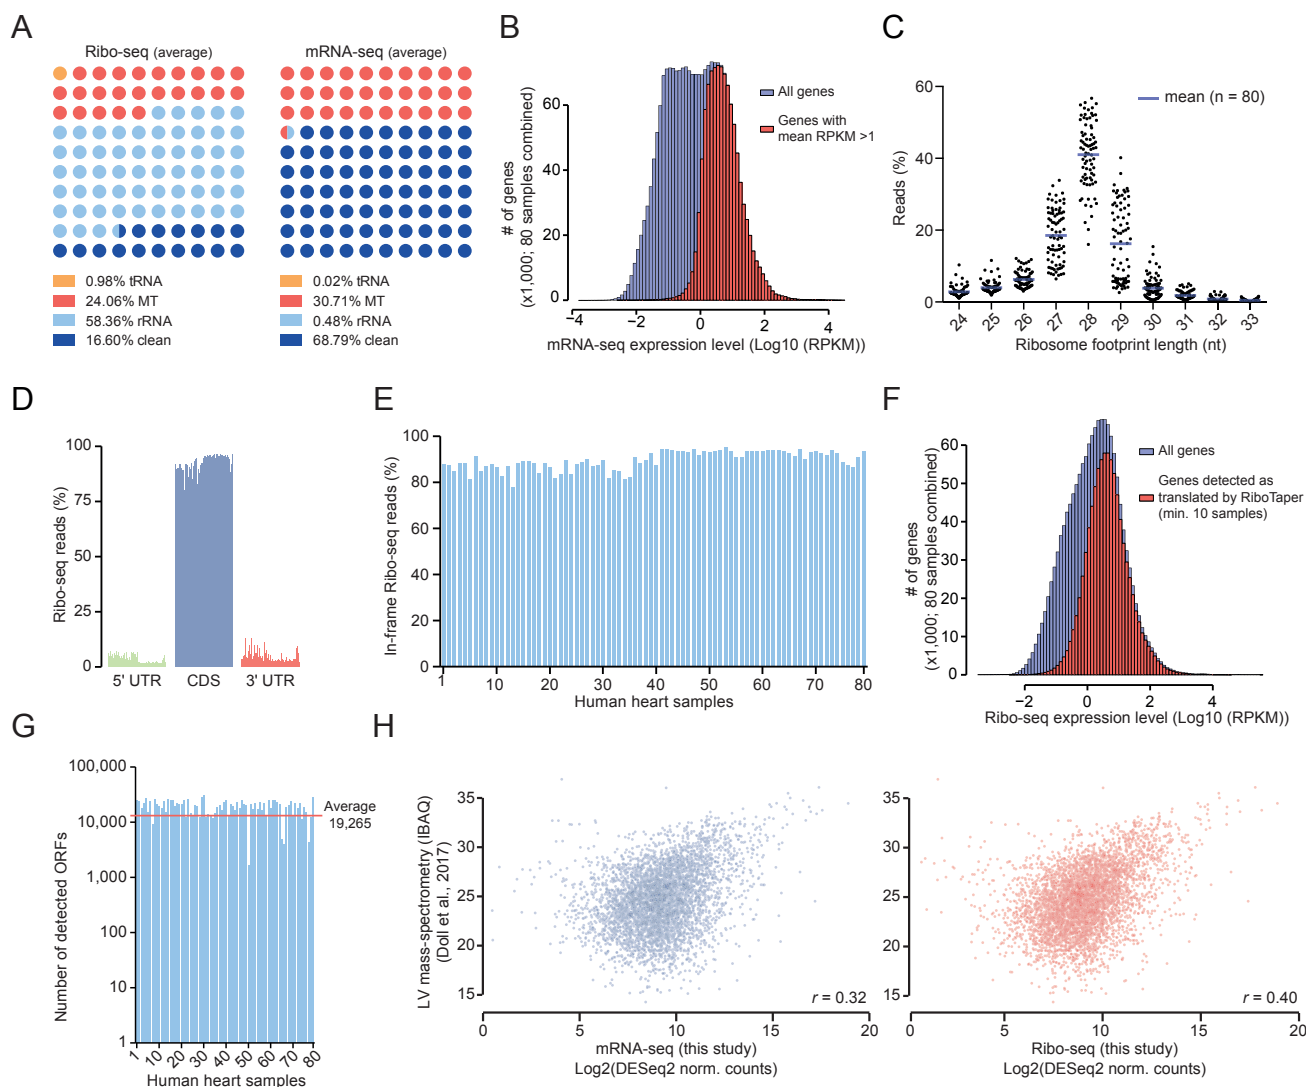 A
Ribo-seq (average)
mRNA-seq (average)
0.98% tRNA
24.06% MT
58.36% rRNA
16.60% clean
0.02% tRNA
30.71% MT
0.48% rRNA
68.79% clean
B
# of genes
(x1,000; 80 samples combined)
60
40
20
0
All genes
Genes with
mean RPKM >1
−4
−2
0
2
4
mRNA-seq expression level (Log10 (RPKM))
C
Reads (%)
60
40
20
0
mean (n = 80)
24
25
26
27
28
29
30
31
32
33
Ribosome footprint length (nt)
D
Ribo-seq reads (%)
100
75
50
25
0
5' UTR
CDS
3' UTR
E
In-frame Ribo-seq reads (%)
100
80
60
40
20
0
1
10
20
30
40
50
60
70
80
Human heart samples
F
# of genes
(x1,000; 80 samples combined)
60
50
40
30
20
10
0
All genes
Genes detected as
translated by RiboTaper
(min. 10 samples)
−2
0
2
4
Ribo-seq expression level (Log10 (RPKM))
G
Number of detected ORFs
100,000
10,000
1,000
100
10
1
Average
19,265
1
10
20
30
40
50
60
70
80
Human heart samples
H
LV mass-spectrometry (IBAQ)
(Doll et al., 2017)
35
30
25
20
15
r = 0.32
0
5
10
15
20
mRNA-seq (this study)
Log2(DESeq2 norm. counts)
35
30
25
20
15
r = 0.40
0
5
10
15
20
Ribo-seq (this study)
Log2(DESeq2 norm. counts)